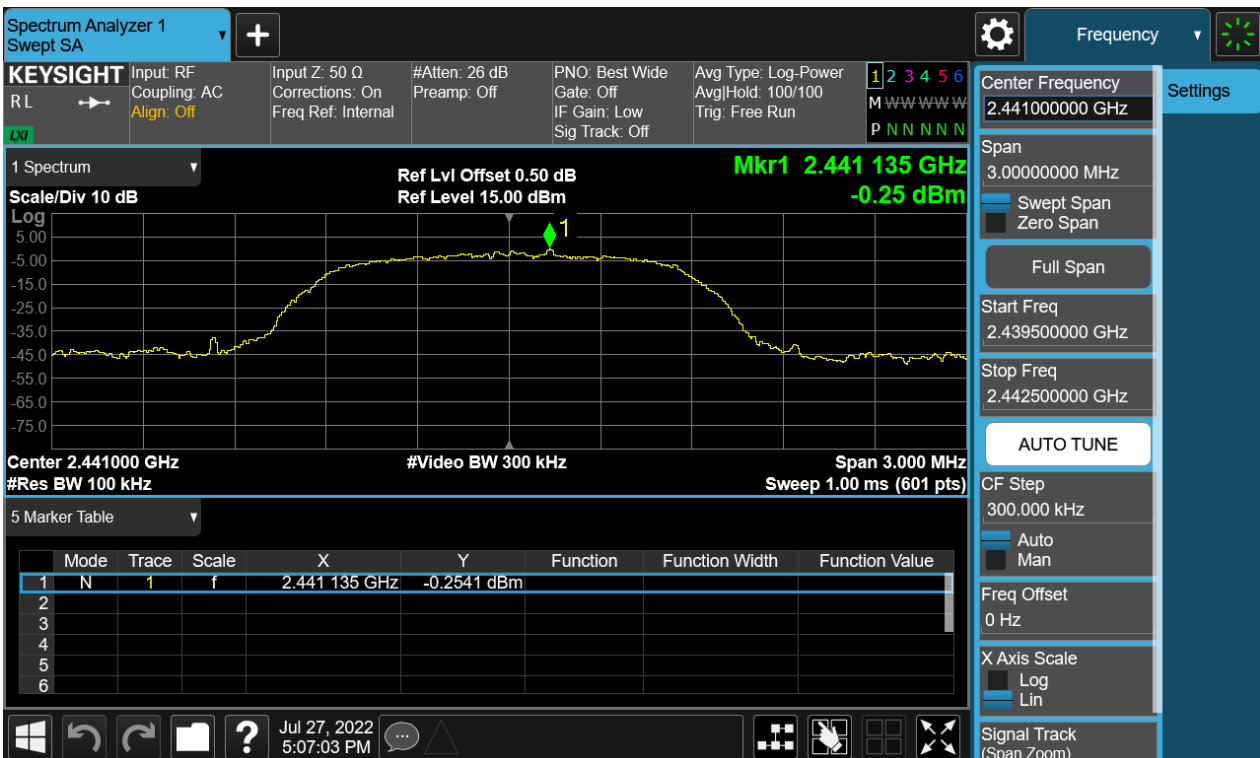 Spectrum Analyzer 1
Swept SA
Frequency
KEYSIGHT
R L
LXI
Input: RF
Coupling: AC
Align: Off
Input Z: 50 Ω
Corrections: On
Freq Ref: Internal
#Atten: 26 dB
Preamp: Off
PNO: Best Wide
Gate: Off
IF Gain: Low
Sig Track: Off
Avg Type: Log-Power
Avg|Hold: 100/100
Trig: Free Run
1 2 3 4 5 6
M W W W W W
P N N N N N
1 Spectrum
Scale/Div 10 dB
Ref Lvl Offset 0.50 dB
Ref Level 15.00 dBm
Mkr1 2.441 135 GHz
-0.25 dBm
Log
5.00
-5.00
-15.0
-25.0
-35.0
-45.0
-55.0
-65.0
-75.0
1
Center 2.441000 GHz
#Video BW 300 kHz
Span 3.000 MHz
#Res BW 100 kHz
Sweep 1.00 ms (601 pts)
5 Marker Table
Mode Trace Scale X Y Function Function Width Function Value
1 N 1 f 2.441 135 GHz -0.2541 dBm
2
3
4
5
6
Jul 27, 2022
5:07:03 PM
?
Settings
Center Frequency
2.441000000 GHz
Span
3.00000000 MHz
Swept Span
Zero Span
Full Span
Start Freq
2.439500000 GHz
Stop Freq
2.442500000 GHz
AUTO TUNE
CF Step
300.000 kHz
Auto
Man
Freq Offset
0 Hz
X Axis Scale
Log
Lin
Signal Track
(Span Zoom)